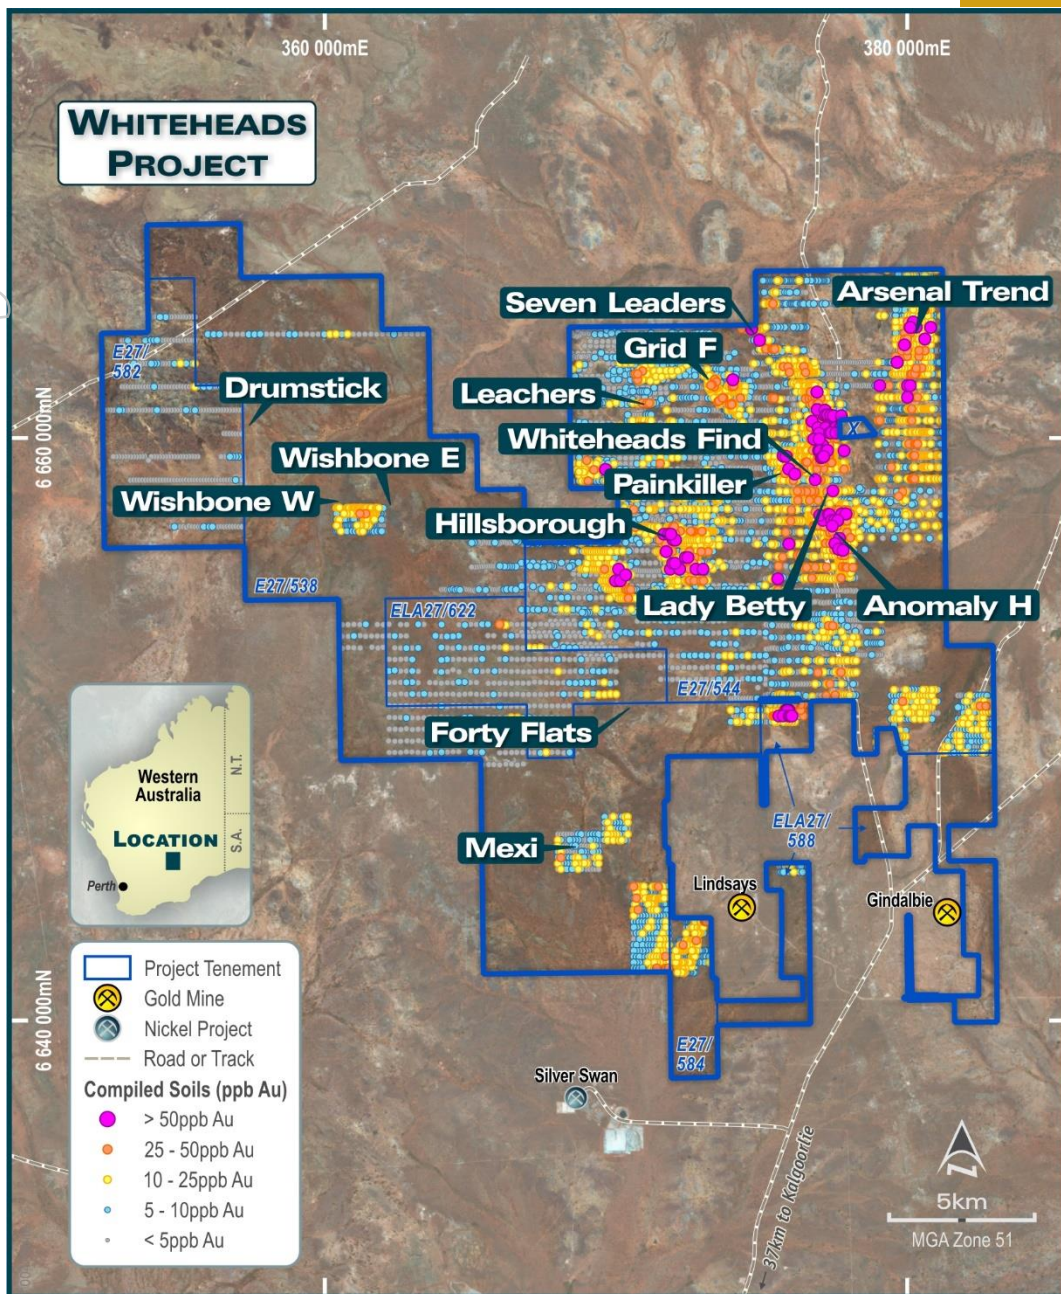 360 000mE
380 000mE
WHITEHEADS
PROJECT
Seven Leaders
Arsenal Trend
Grid F
E27/
582
Drumstick
Leachers
6 660 000mN
Whiteheads Find
X
Wishbone E
Painkiller
Wishbone W
Hillsborough
E27/538
ELA27/622
Lady Betty
Anomaly H
E27/544
Forty Flats
Western
Australia
N.T.
S.A.
LOCATION
Perth
ELA27/
588
Mexi
Lindsays
Gindalbie
Project Tenement
Gold Mine
Nickel Project
Road or Track
Compiled Soils (ppb Au)
> 50ppb Au
25 - 50ppb Au
10 - 25ppb Au
5 - 10ppb Au
< 5ppb Au
6 640 000mN
E27/
584
Silver Swan
37km to Kalgoorlie
N
5km
MGA Zone 51